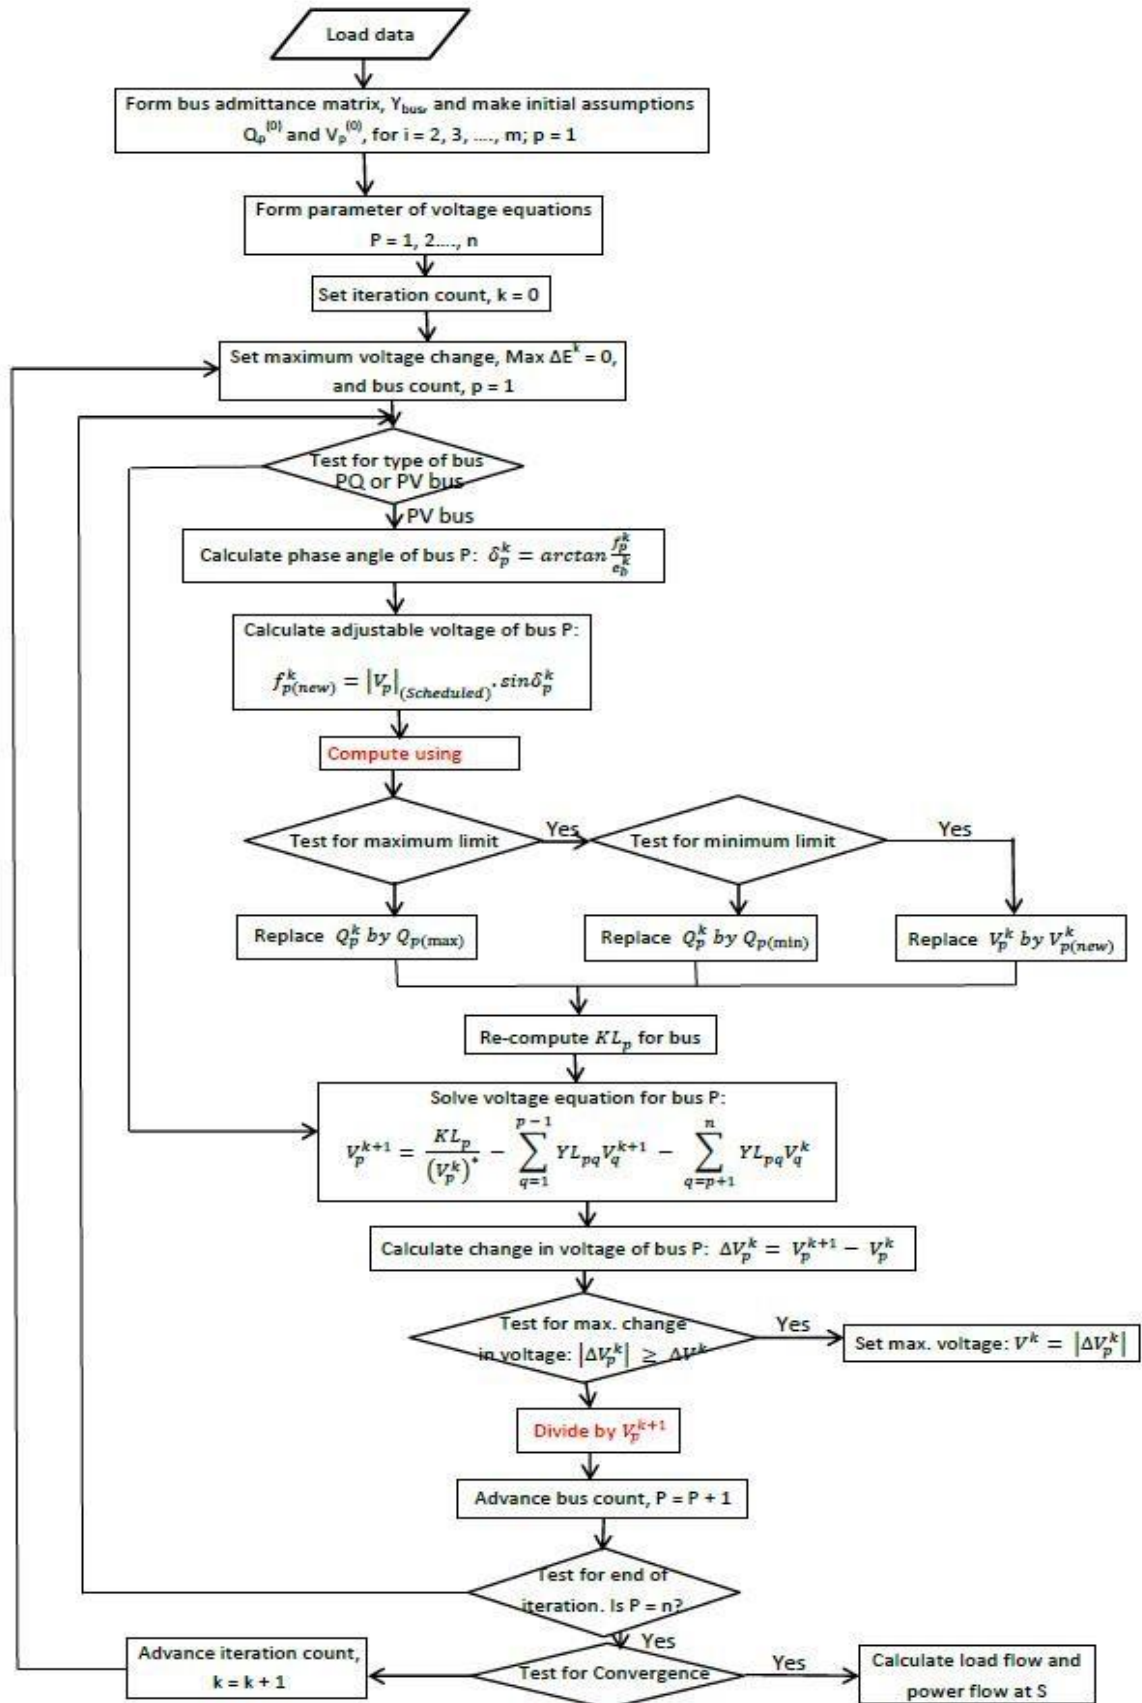 Load data
Form bus admittance matrix, Y_bus, and make initial assumptions
Q_p^(0) and V_p^(0), for i = 2, 3, ...., m; p = 1
Form parameter of voltage equations
P = 1, 2...., n
Set iteration count, k = 0
Set maximum voltage change, Max ΔE^k = 0,
and bus count, p = 1
Test for type of bus
PQ or PV bus
PV bus
Calculate phase angle of bus P: δ_p^k = arctan f_p^k / e_b^k
Calculate adjustable voltage of bus P:
f_p(new)^k = |V_p|_(Scheduled) . sinδ_p^k
Compute using
Test for maximum limit
Yes
Test for minimum limit
Yes
Replace Q_p^k by Q_p(max)
Replace Q_p^k by Q_p(min)
Replace V_p^k by V_p(new)^k
Re-compute KL_p for bus
Solve voltage equation for bus P:
V_p^{k+1} = KL_p / (V_p^k)^* − ∑_{q=1}^{p−1} YL_pq V_q^{k+1} − ∑_{q=p+1}^{n} YL_pq V_q^k
Calculate change in voltage of bus P: ΔV_p^k = V_p^{k+1} − V_p^k
Test for max. change
in voltage: |ΔV_p^k| ≥ ΔV^k
Yes
Set max. voltage: V^k = |ΔV_p^k|
Divide by V_p^{k+1}
Advance bus count, P = P + 1
Test for end of
iteration. Is P = n?
Yes
Advance iteration count,
k = k + 1
Test for Convergence
Yes
Calculate load flow and
power flow at S